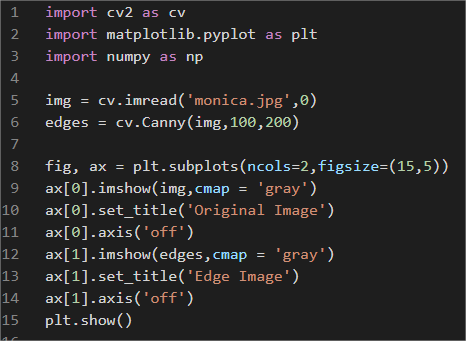 1 import cv2 as cv
2 import matplotlib.pyplot as plt
3 import numpy as np
4
5 img = cv.imread('monica.jpg',0)
6 edges = cv.Canny(img,100,200)
7
8 fig, ax = plt.subplots(ncols=2,figsize=(15,5))
9 ax[0].imshow(img,cmap = 'gray')
10 ax[0].set_title('Original Image')
11 ax[0].axis('off')
12 ax[1].imshow(edges,cmap = 'gray')
13 ax[1].set_title('Edge Image')
14 ax[1].axis('off')
15 plt.show()